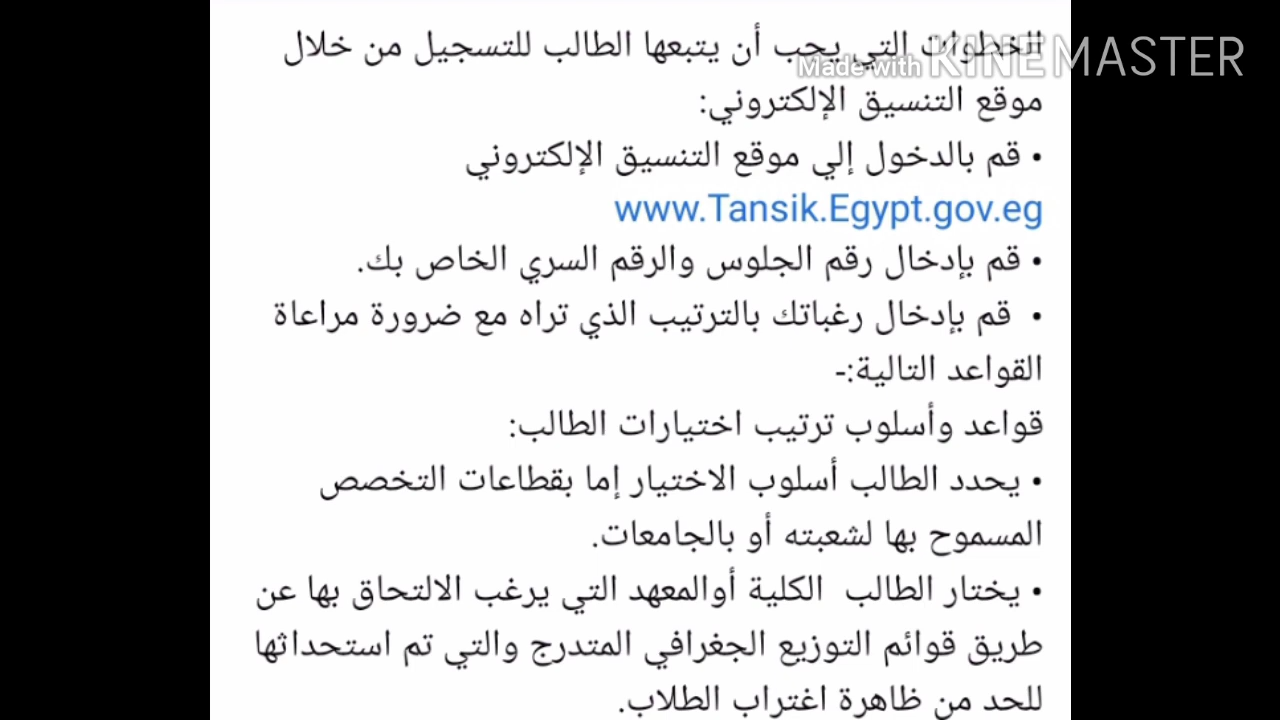 الخطوات التي يجب أن يتبعها الطالب للتسجيل من خلال
Made with KINEMASTER
موقع التنسيق الإلكتروني:
• قم بالدخول إلي موقع التنسيق الإلكتروني
www.Tansik.Egypt.gov.eg
• قم بإدخال رقم الجلوس والرقم السري الخاص بك.
• قم بإدخال رغباتك بالترتيب الذي تراه مع ضرورة مراعاة
القواعد التالية:-
قواعد وأسلوب ترتيب اختيارات الطالب:
• يحدد الطالب أسلوب الاختيار إما بقطاعات التخصص
المسموح بها لشعبته أو بالجامعات.
• يختار الطالب الكلية أوالمعهد التي يرغب الالتحاق بها عن
طريق قوائم التوزيع الجغرافي المتدرج والتي تم استحداثها
للحد من ظاهرة اغتراب الطلاب.